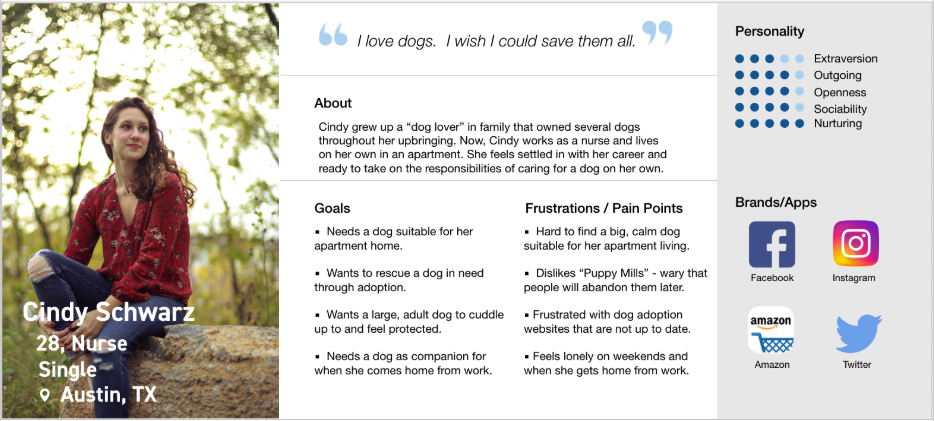 Cindy Schwarz
28, Nurse
Single
Austin, TX
“ I love dogs. I wish I could save them all. ”
About
Cindy grew up a “dog lover” in family that owned several dogs
throughout her upbringing. Now, Cindy works as a nurse and lives
on her own in an apartment. She feels settled in with her career and
ready to take on the responsibilities of caring for a dog on her own.
Goals
▪ Needs a dog suitable for her
apartment home.
▪ Wants to rescue a dog in need
through adoption.
▪ Wants a large, adult dog to cuddle
up to and feel protected.
▪ Needs a dog as companion for
when she comes home from work.
Frustrations / Pain Points
▪ Hard to find a big, calm dog
suitable for her apartment living.
▪ Dislikes “Puppy Mills” - wary that
people will abandon them later.
▪ Frustrated with dog adoption
websites that are not up to date.
▪ Feels lonely on weekends and
when she gets home from work.
Personality
Extraversion
Outgoing
Openness
Sociability
Nurturing
Brands/Apps
Facebook
Instagram
amazon
Amazon
Twitter